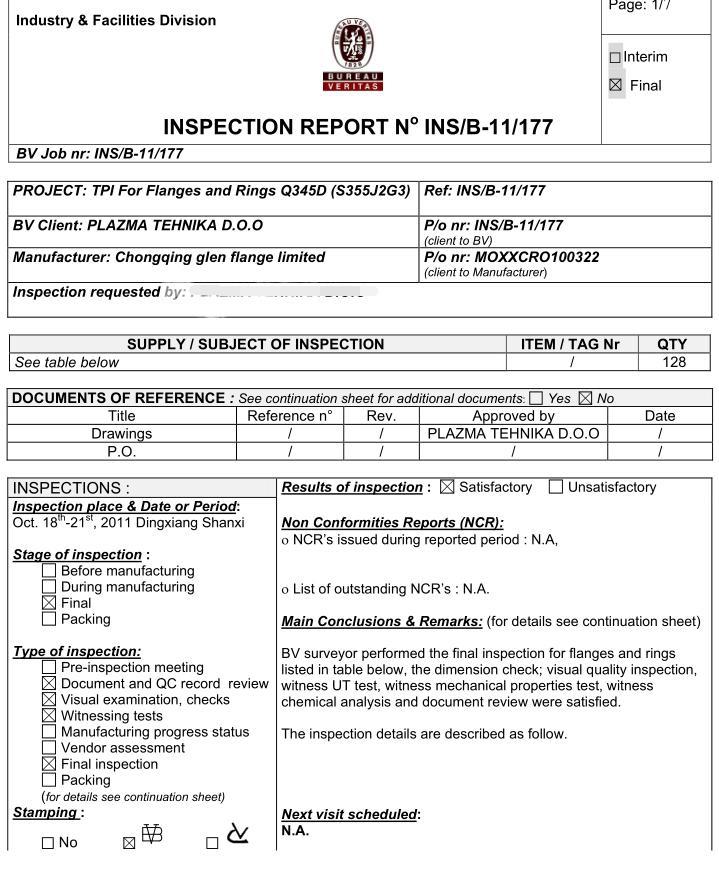 Industry & Facilities Division
BUREAU
VERITAS
1828
Page: 1/7
☐ Interim
☒ Final
INSPECTION REPORT N° INS/B-11/177
BV Job nr: INS/B-11/177
PROJECT: TPI For Flanges and Rings Q345D (S355J2G3)
Ref: INS/B-11/177
BV Client: PLAZMA TEHNIKA D.O.O
P/o nr: INS/B-11/177
(client to BV)
Manufacturer: Chongqing glen flange limited
P/o nr: MOXXCRO100322
(client to Manufacturer)
Inspection requested by:
SUPPLY / SUBJECT OF INSPECTION ITEM / TAG Nr QTY
See table below / 128
DOCUMENTS OF REFERENCE : See continuation sheet for additional documents: ☐ Yes ☒ No
Title Reference n° Rev. Approved by Date
Drawings / / PLAZMA TEHNIKA D.O.O /
P.O. / / / /
INSPECTIONS :
Inspection place & Date or Period:
Oct. 18th-21st, 2011 Dingxiang Shanxi
Stage of inspection :
☐ Before manufacturing
☐ During manufacturing
☒ Final
☐ Packing
Type of inspection:
☐ Pre-inspection meeting
☒ Document and QC record review
☒ Visual examination, checks
☒ Witnessing tests
☐ Manufacturing progress status
☐ Vendor assessment
☒ Final inspection
☐ Packing
(for details see continuation sheet)
Stamping :
☐ No ☒ ☐
Results of inspection : ☒ Satisfactory ☐ Unsatisfactory
Non Conformities Reports (NCR):
o NCR's issued during reported period : N.A,
o List of outstanding NCR's : N.A.
Main Conclusions & Remarks: (for details see continuation sheet)
BV surveyor performed the final inspection for flanges and rings
listed in table below, the dimension check; visual quality inspection,
witness UT test, witness mechanical properties test, witness
chemical analysis and document review were satisfied.
The inspection details are described as follow.
Next visit scheduled:
N.A.